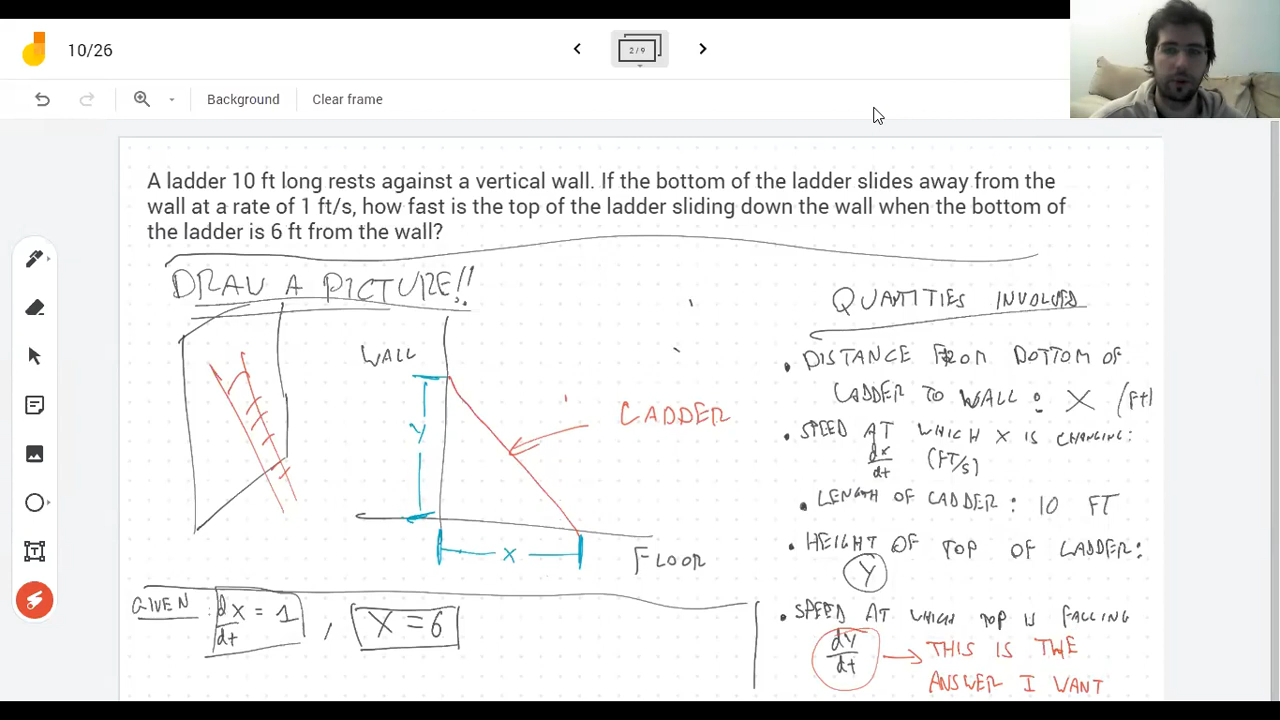 10/26
2/9
Background
Clear frame
A ladder 10 ft long rests against a vertical wall. If the bottom of the ladder slides away from the
wall at a rate of 1 ft/s, how fast is the top of the ladder sliding down the wall when the bottom of
the ladder is 6 ft from the wall?
DRAW A PICTURE!!
WALL
Y
LADDER
X
FLOOR
GIVEN : dx/dt = 1 , X = 6
QUANTITIES INVOLVED
• DISTANCE FROM BOTTOM OF
LADDER TO WALL : X (Ft)
• SPEED AT WHICH X IS CHANGING:
dx/dt (FT/S)
• LENGTH OF LADDER : 10 FT
• HEIGHT OF TOP OF LADDER:
Y
• SPEED AT WHICH TOP IS FALLING
dY/dt → THIS IS THE
ANSWER I WANT